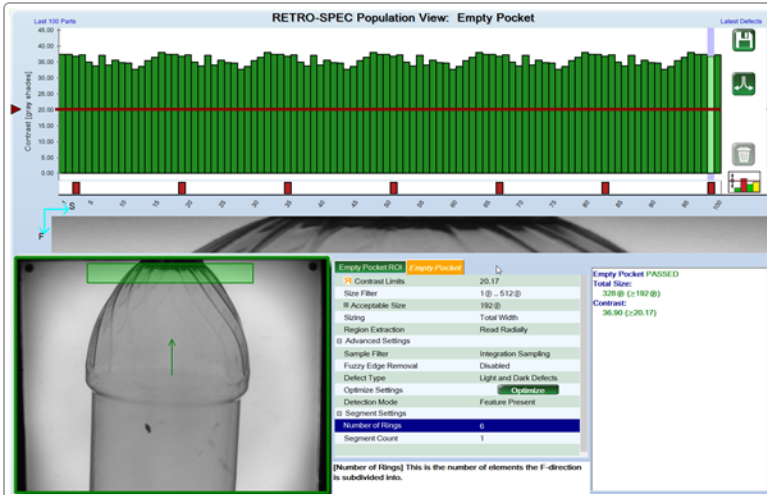 Last 100 Parts
RETRO-SPEC Population View: Empty Pocket
Latest Defects
Contrast [gray shades]
45.00
40.00
35.00
30.00
25.00
20.00
15.00
10.00
5.00
0.00
1 5 10 15 20 25 30 35 40 45 50 55 60 65 70 75 80 85 90 95 100
S
F
Empty Pocket ROI Empty Pocket
Contrast Limits 20.17
Size Filter 1 .. 512
Acceptable Size 192
Sizing Total Width
Region Extraction Read Radially
Advanced Settings
Sample Filter Integration Sampling
Fuzzy Edge Removal Disabled
Defect Type Light and Dark Defects
Optimize Settings Optimize
Detection Mode Feature Present
Segment Settings
Number of Rings 6
Segment Count 1
[Number of Rings] This is the number of elements the F-direction
is subdivided into.
Empty Pocket PASSED
Total Size:
328 (≥192)
Contrast:
36.90 (≥20.17)